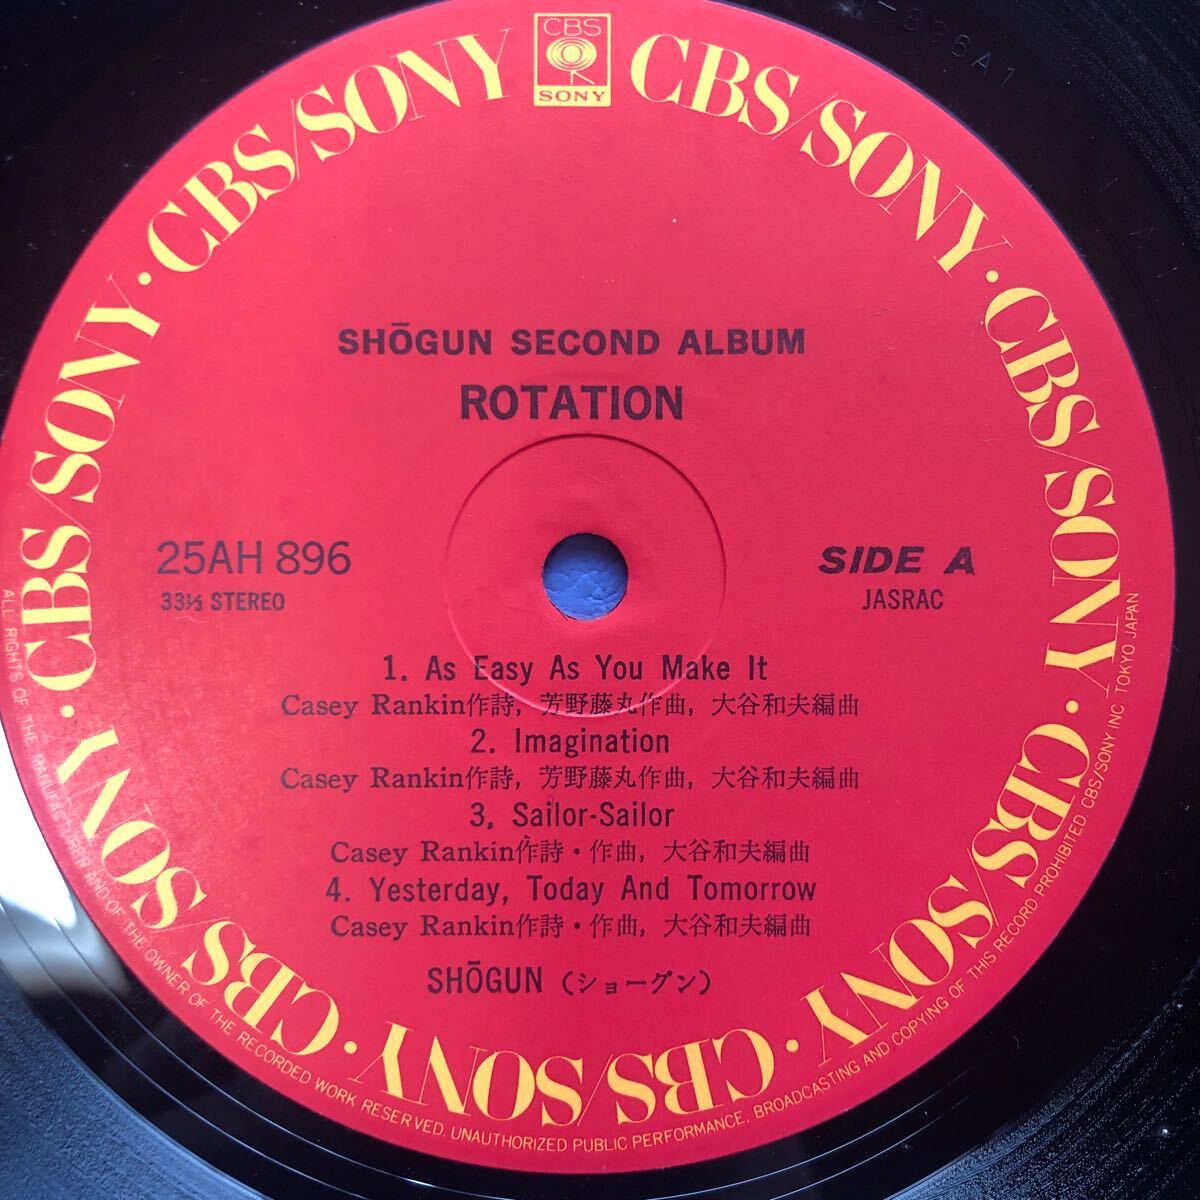 CBS
SONY
CBS/SONY · CBS/SONY · CBS/SONY · CBS/SONY · CBS/SONY · CBS/SONY · CBS/SONY · CBS/SONY · CBS/SONY
SHŌGUN SECOND ALBUM
ROTATION
25AH 896
33⅓ STEREO
SIDE A
JASRAC
1. As Easy As You Make It
Casey Rankin作詩, 芳野藤丸作曲, 大谷和夫編曲
2. Imagination
Casey Rankin作詩, 芳野藤丸作曲, 大谷和夫編曲
3. Sailor-Sailor
Casey Rankin作詩・作曲, 大谷和夫編曲
4. Yesterday, Today And Tomorrow
Casey Rankin作詩・作曲, 大谷和夫編曲
SHŌGUN (ショーグン)
ALL RIGHTS OF THE MANUFACTURER AND OF THE OWNER OF THE RECORDED WORK RESERVED. UNAUTHORIZED PUBLIC PERFORMANCE, BROADCASTING AND COPYING OF THIS RECORD PROHIBITED CBS/SONY INC. TOKYO JAPAN